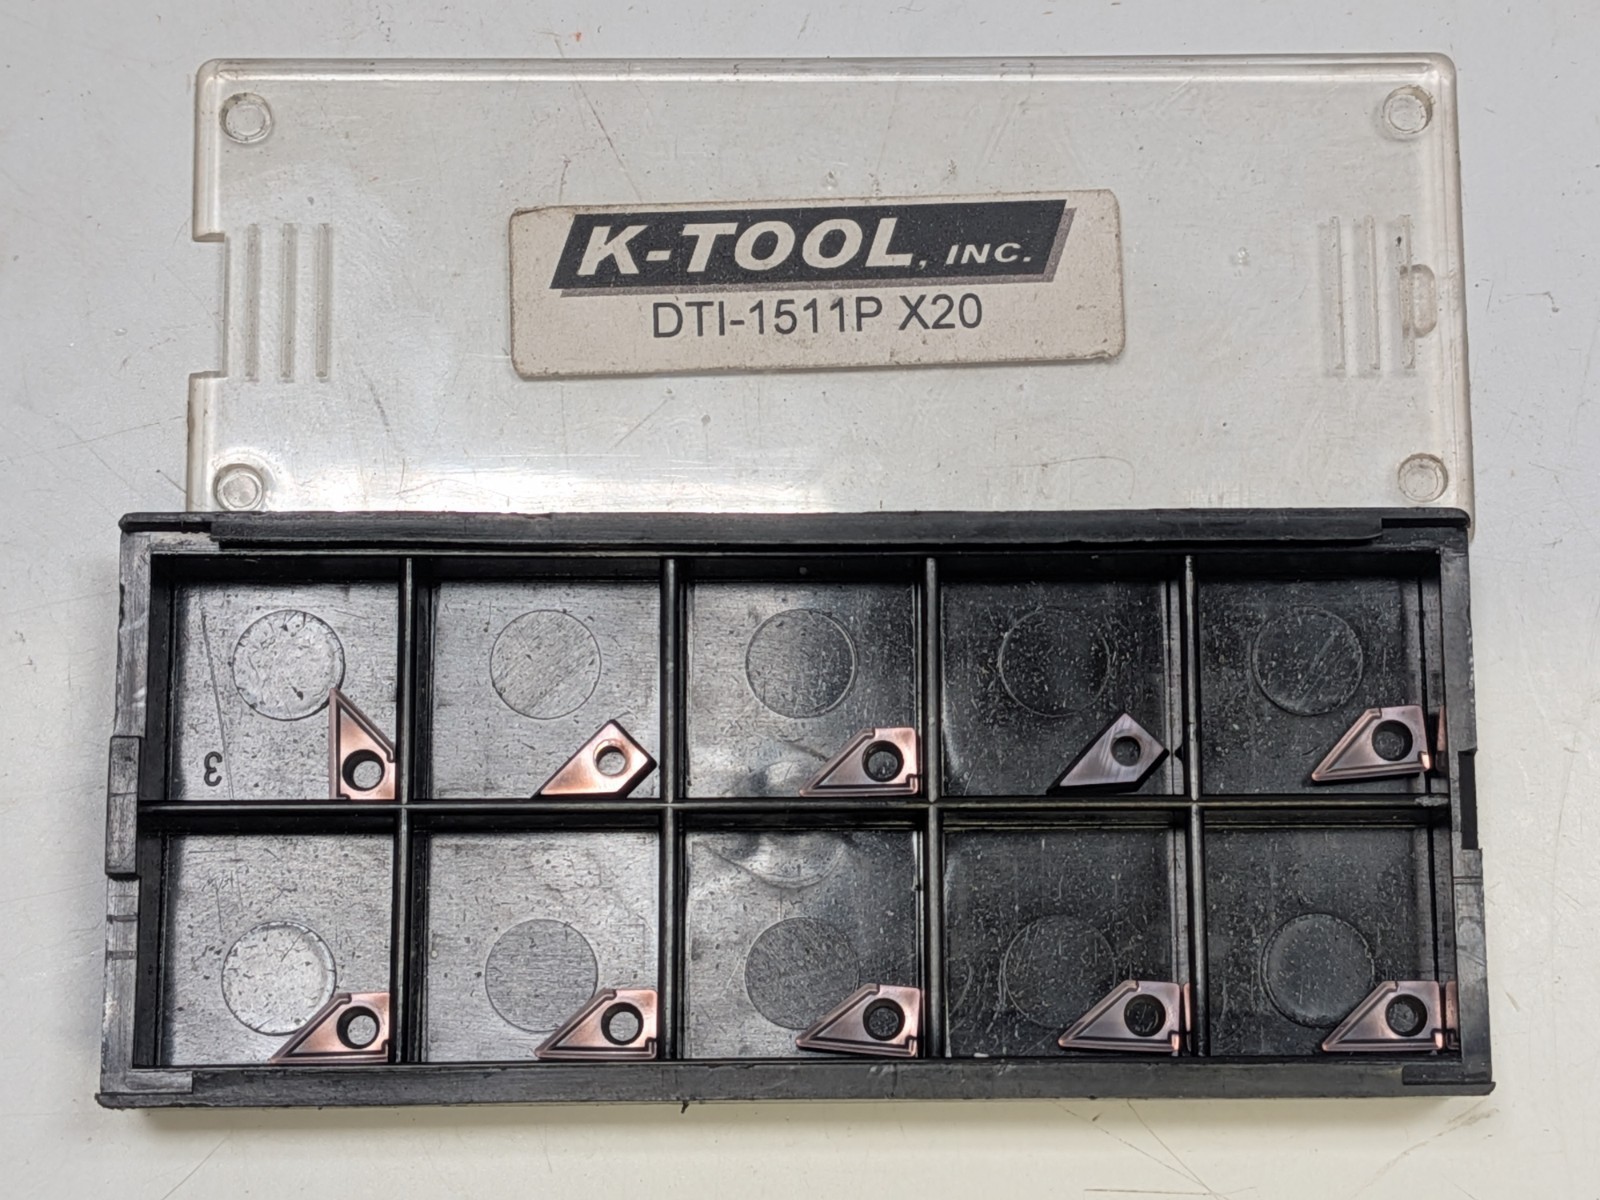 K-TOOL, INC.
DTI-1511P X20
3